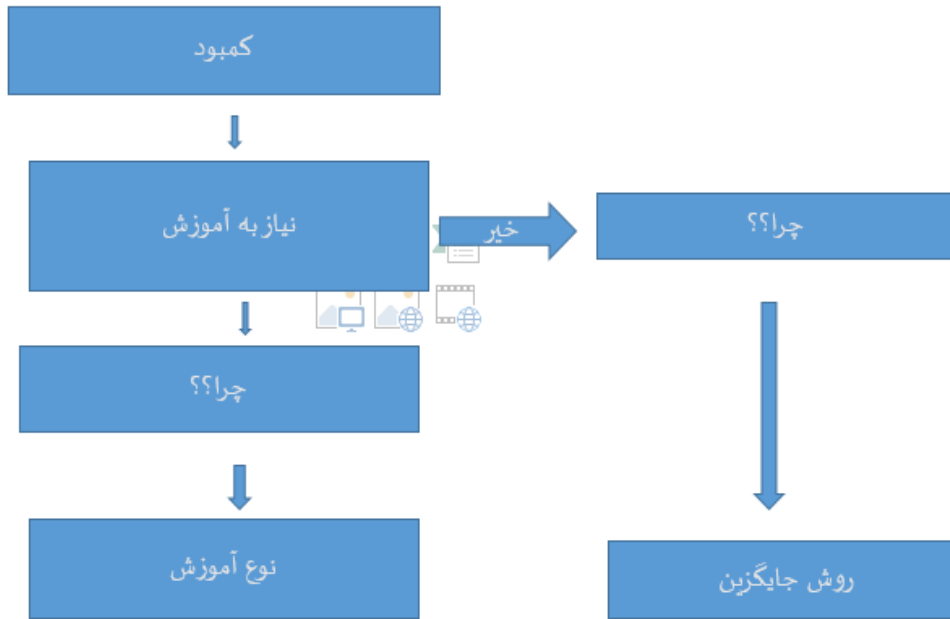 کمبود
نیاز به آموزش
خیر
چرا؟؟
چرا؟؟
نوع آموزش
روش جایگزین